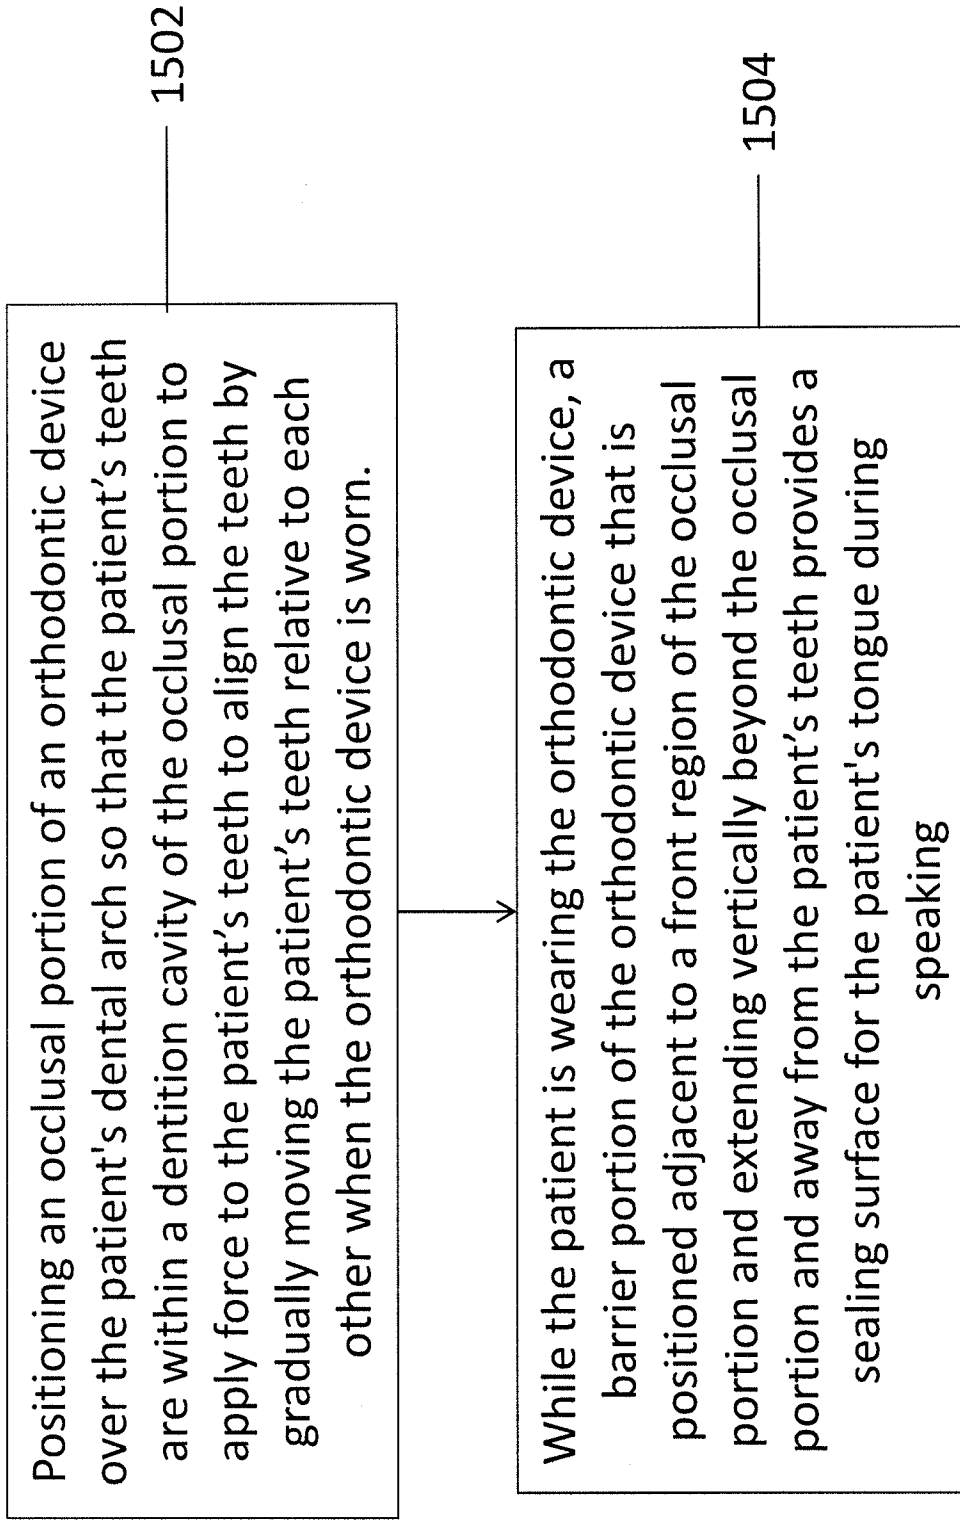 Positioning an occlusal portion of an orthodontic device
over the patient's dental arch so that the patient's teeth
are within a dentition cavity of the occlusal portion to
apply force to the patient's teeth to align the teeth by
gradually moving the patient's teeth relative to each
other when the orthodontic device is worn.
1502
While the patient is wearing the orthodontic device, a
barrier portion of the orthodontic device that is
positioned adjacent to a front region of the occlusal
portion and extending vertically beyond the occlusal
portion and away from the patient's teeth provides a
sealing surface for the patient's tongue during
speaking
1504